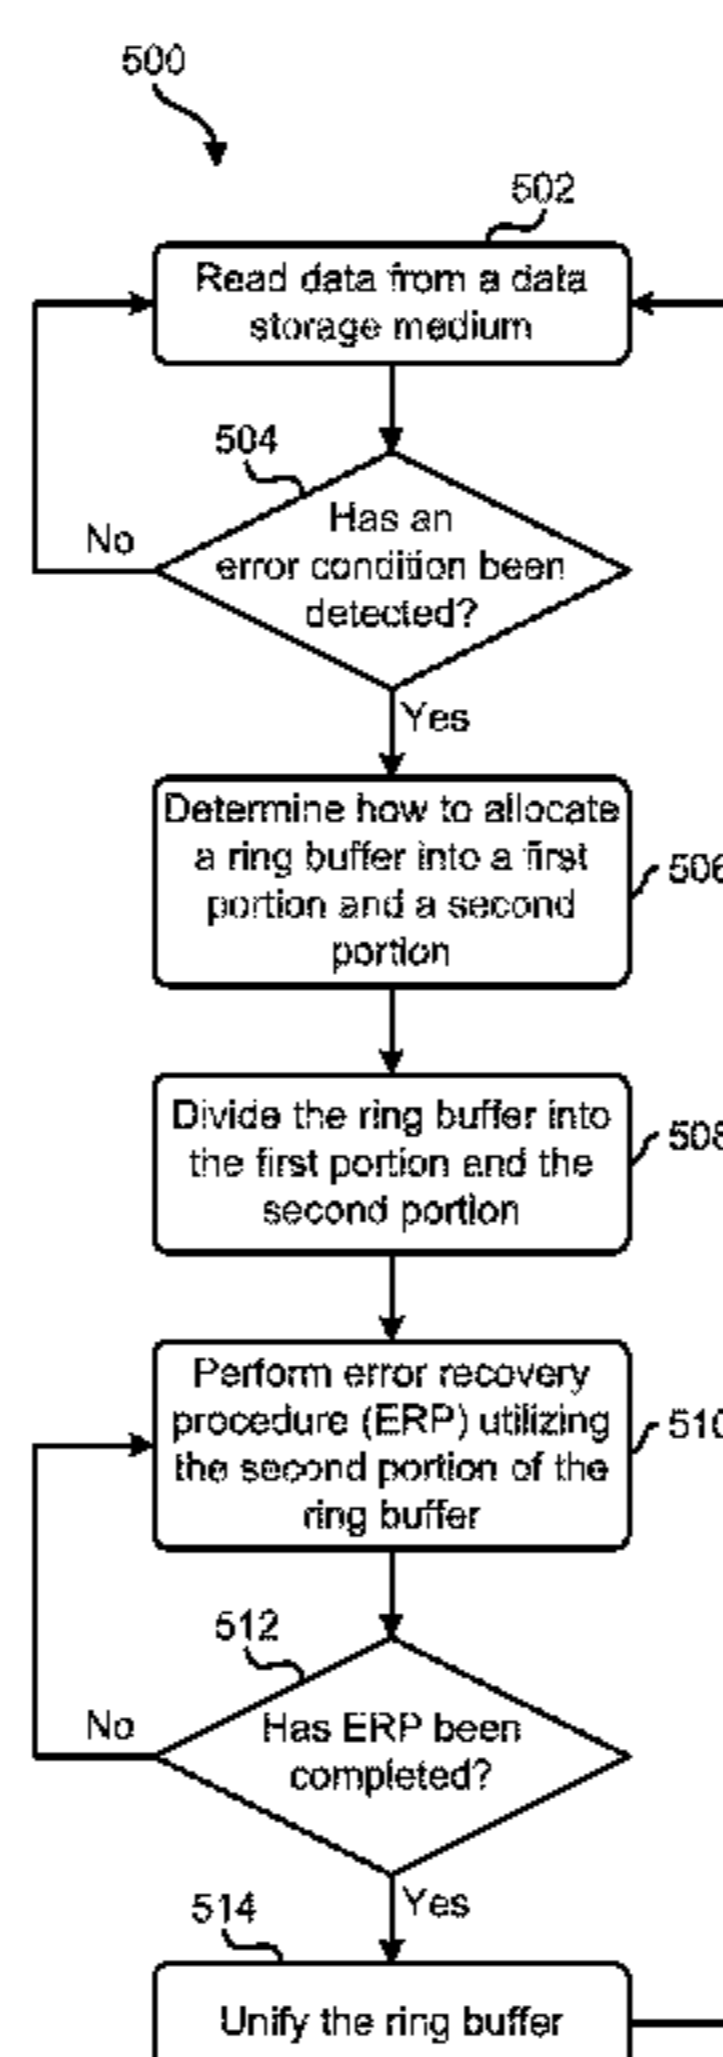 500
502
Read data from a data
storage medium
504
Has an
No
error condition been
detected?
Yes
Determine how to allocate
a ring buffer into a first
506
portion and a second
portion
Divide the ring buffer into
508
the first portion and the
second portion
Perform error recovery
procedure (ERP) utilizing
510
the second portion of the
ring buffer
512
No
Has ERP been
completed?
514
Yes
Unify the ring buffer